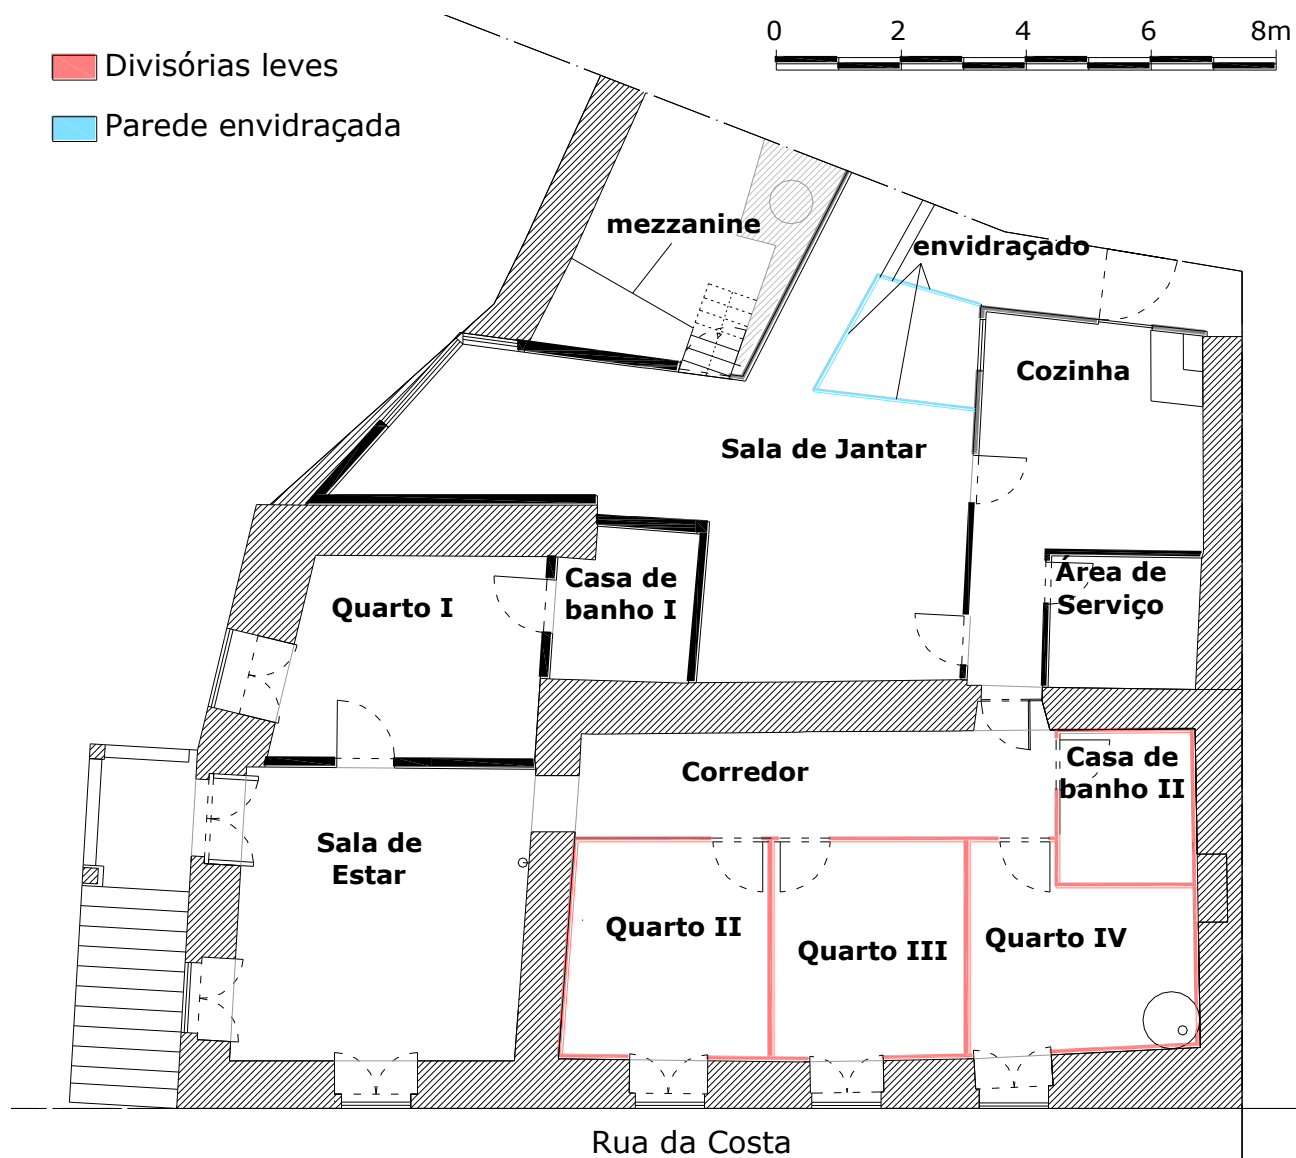 0 2 4 6 8m
Divisórias leves
Parede envidraçada
mezzanine
envidraçado
Cozinha
Sala de Jantar
Área de
Serviço
Casa de
banho I
Quarto I
Corredor
Casa de
banho II
Sala de
Estar
Quarto II
Quarto III
Quarto IV
Rua da Costa